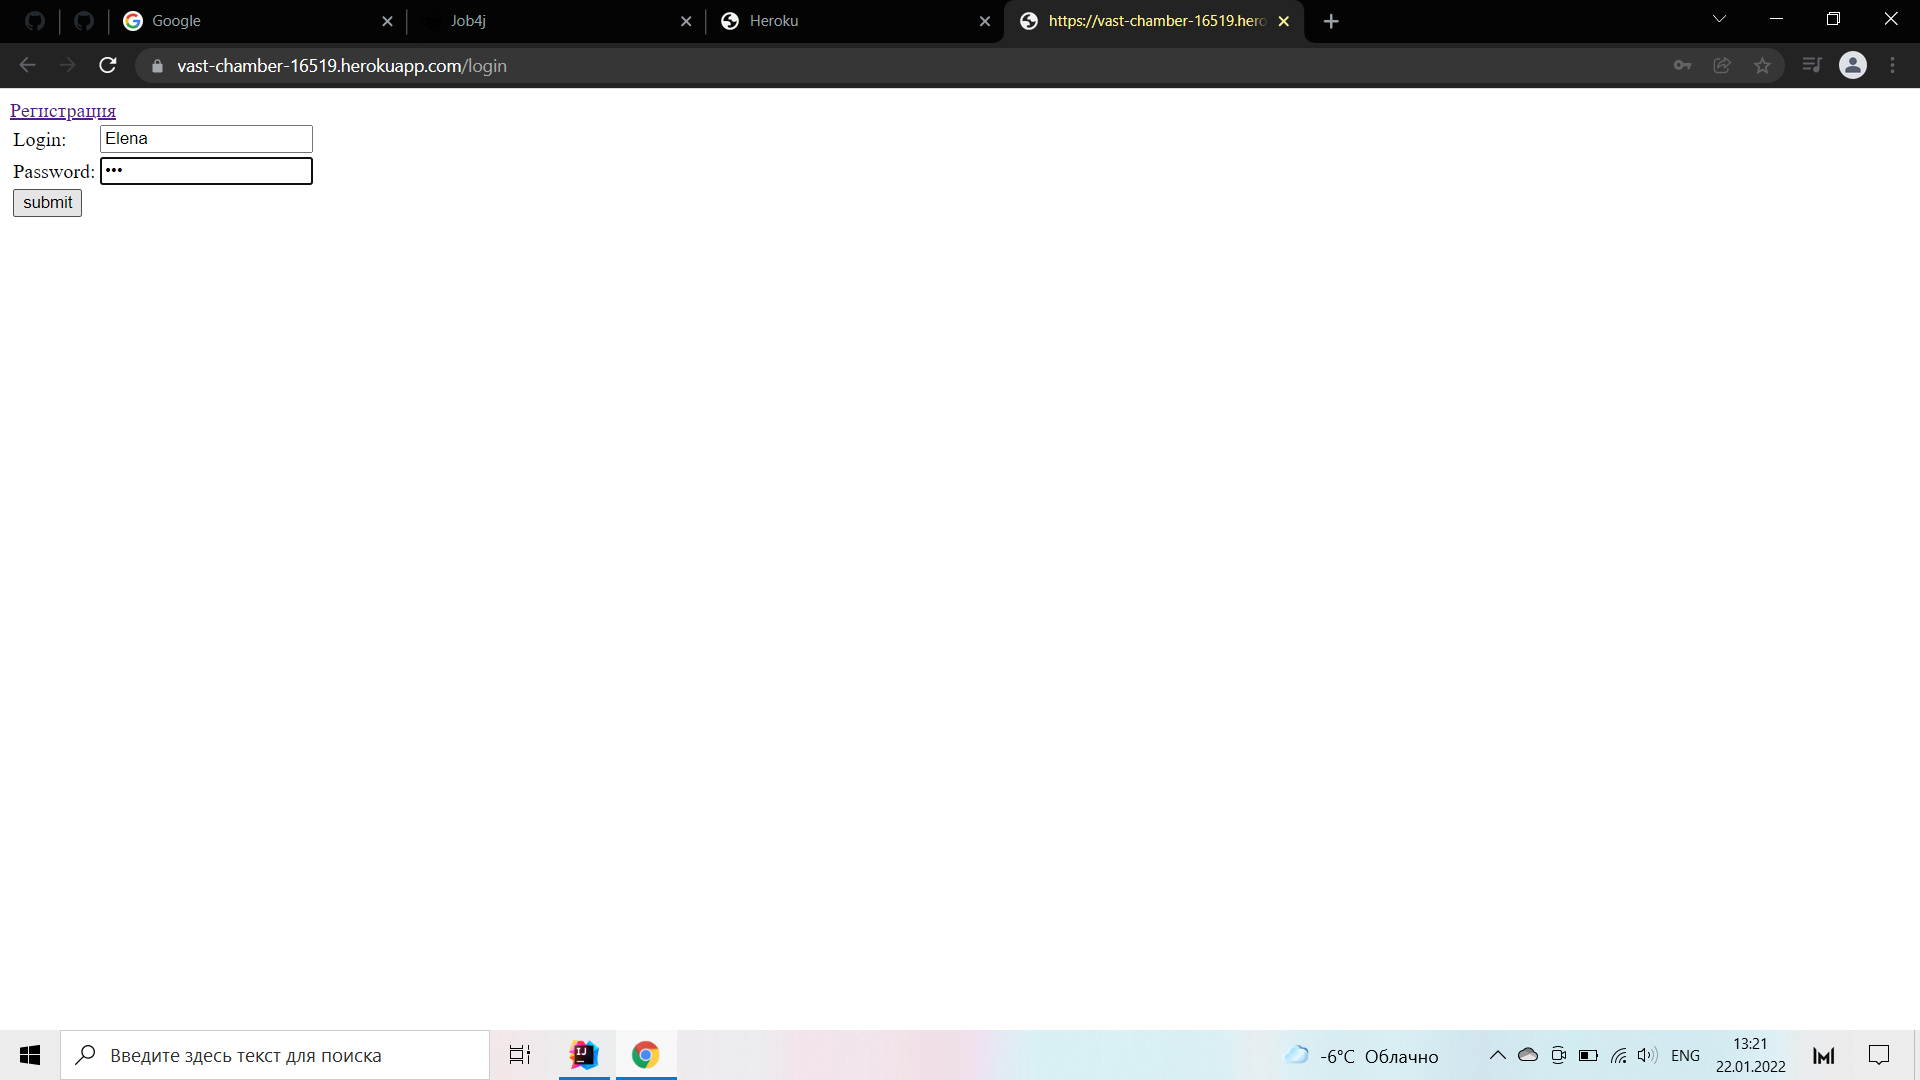 Google
Job4j
Heroku
https://vast-chamber-16519.hero
vast-chamber-16519.herokuapp.com/login
Регистрация
Login: Elena
Password: •••
submit
Введите здесь текст для поиска
-6°C Облачно
ENG
13:21
22.01.2022